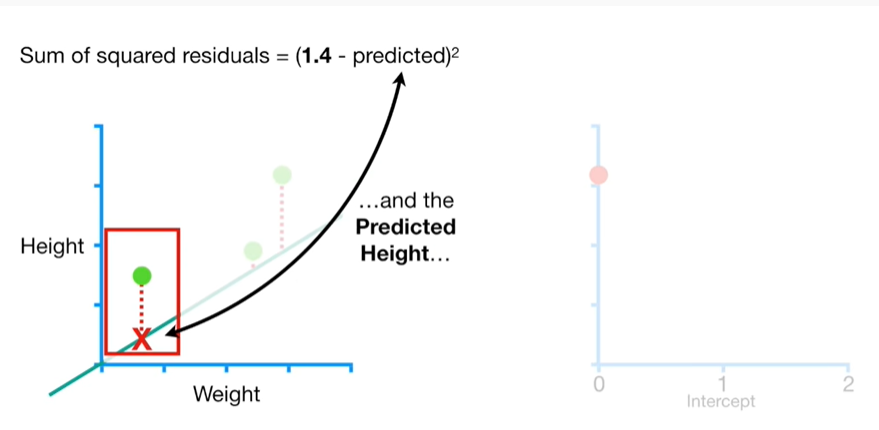 Sum of squared residuals = (1.4 - predicted)²
...and the
Predicted
Height...
Height
X
Weight
0
1
2
Intercept